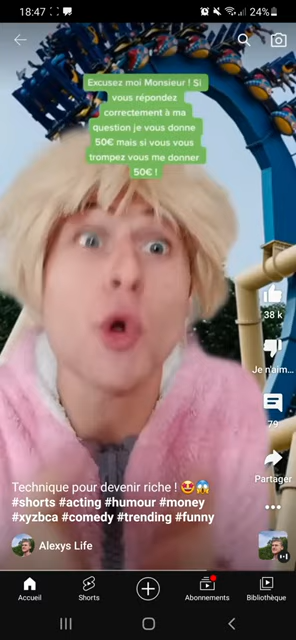 18:47
24%
Excusez moi Monsieur ! Si
vous répondez
correctement à ma
question je vous donne
50€ mais si vous vous
trompez vous me donner
50€ !
38 k
Je n'aim...
79
Partager
Technique pour devenir riche ! 🤩😱
#shorts #acting #humour #money
#xyzbca #comedy #trending #funny
Alexys Life
Accueil
Shorts
Abonnements
Bibliothèque